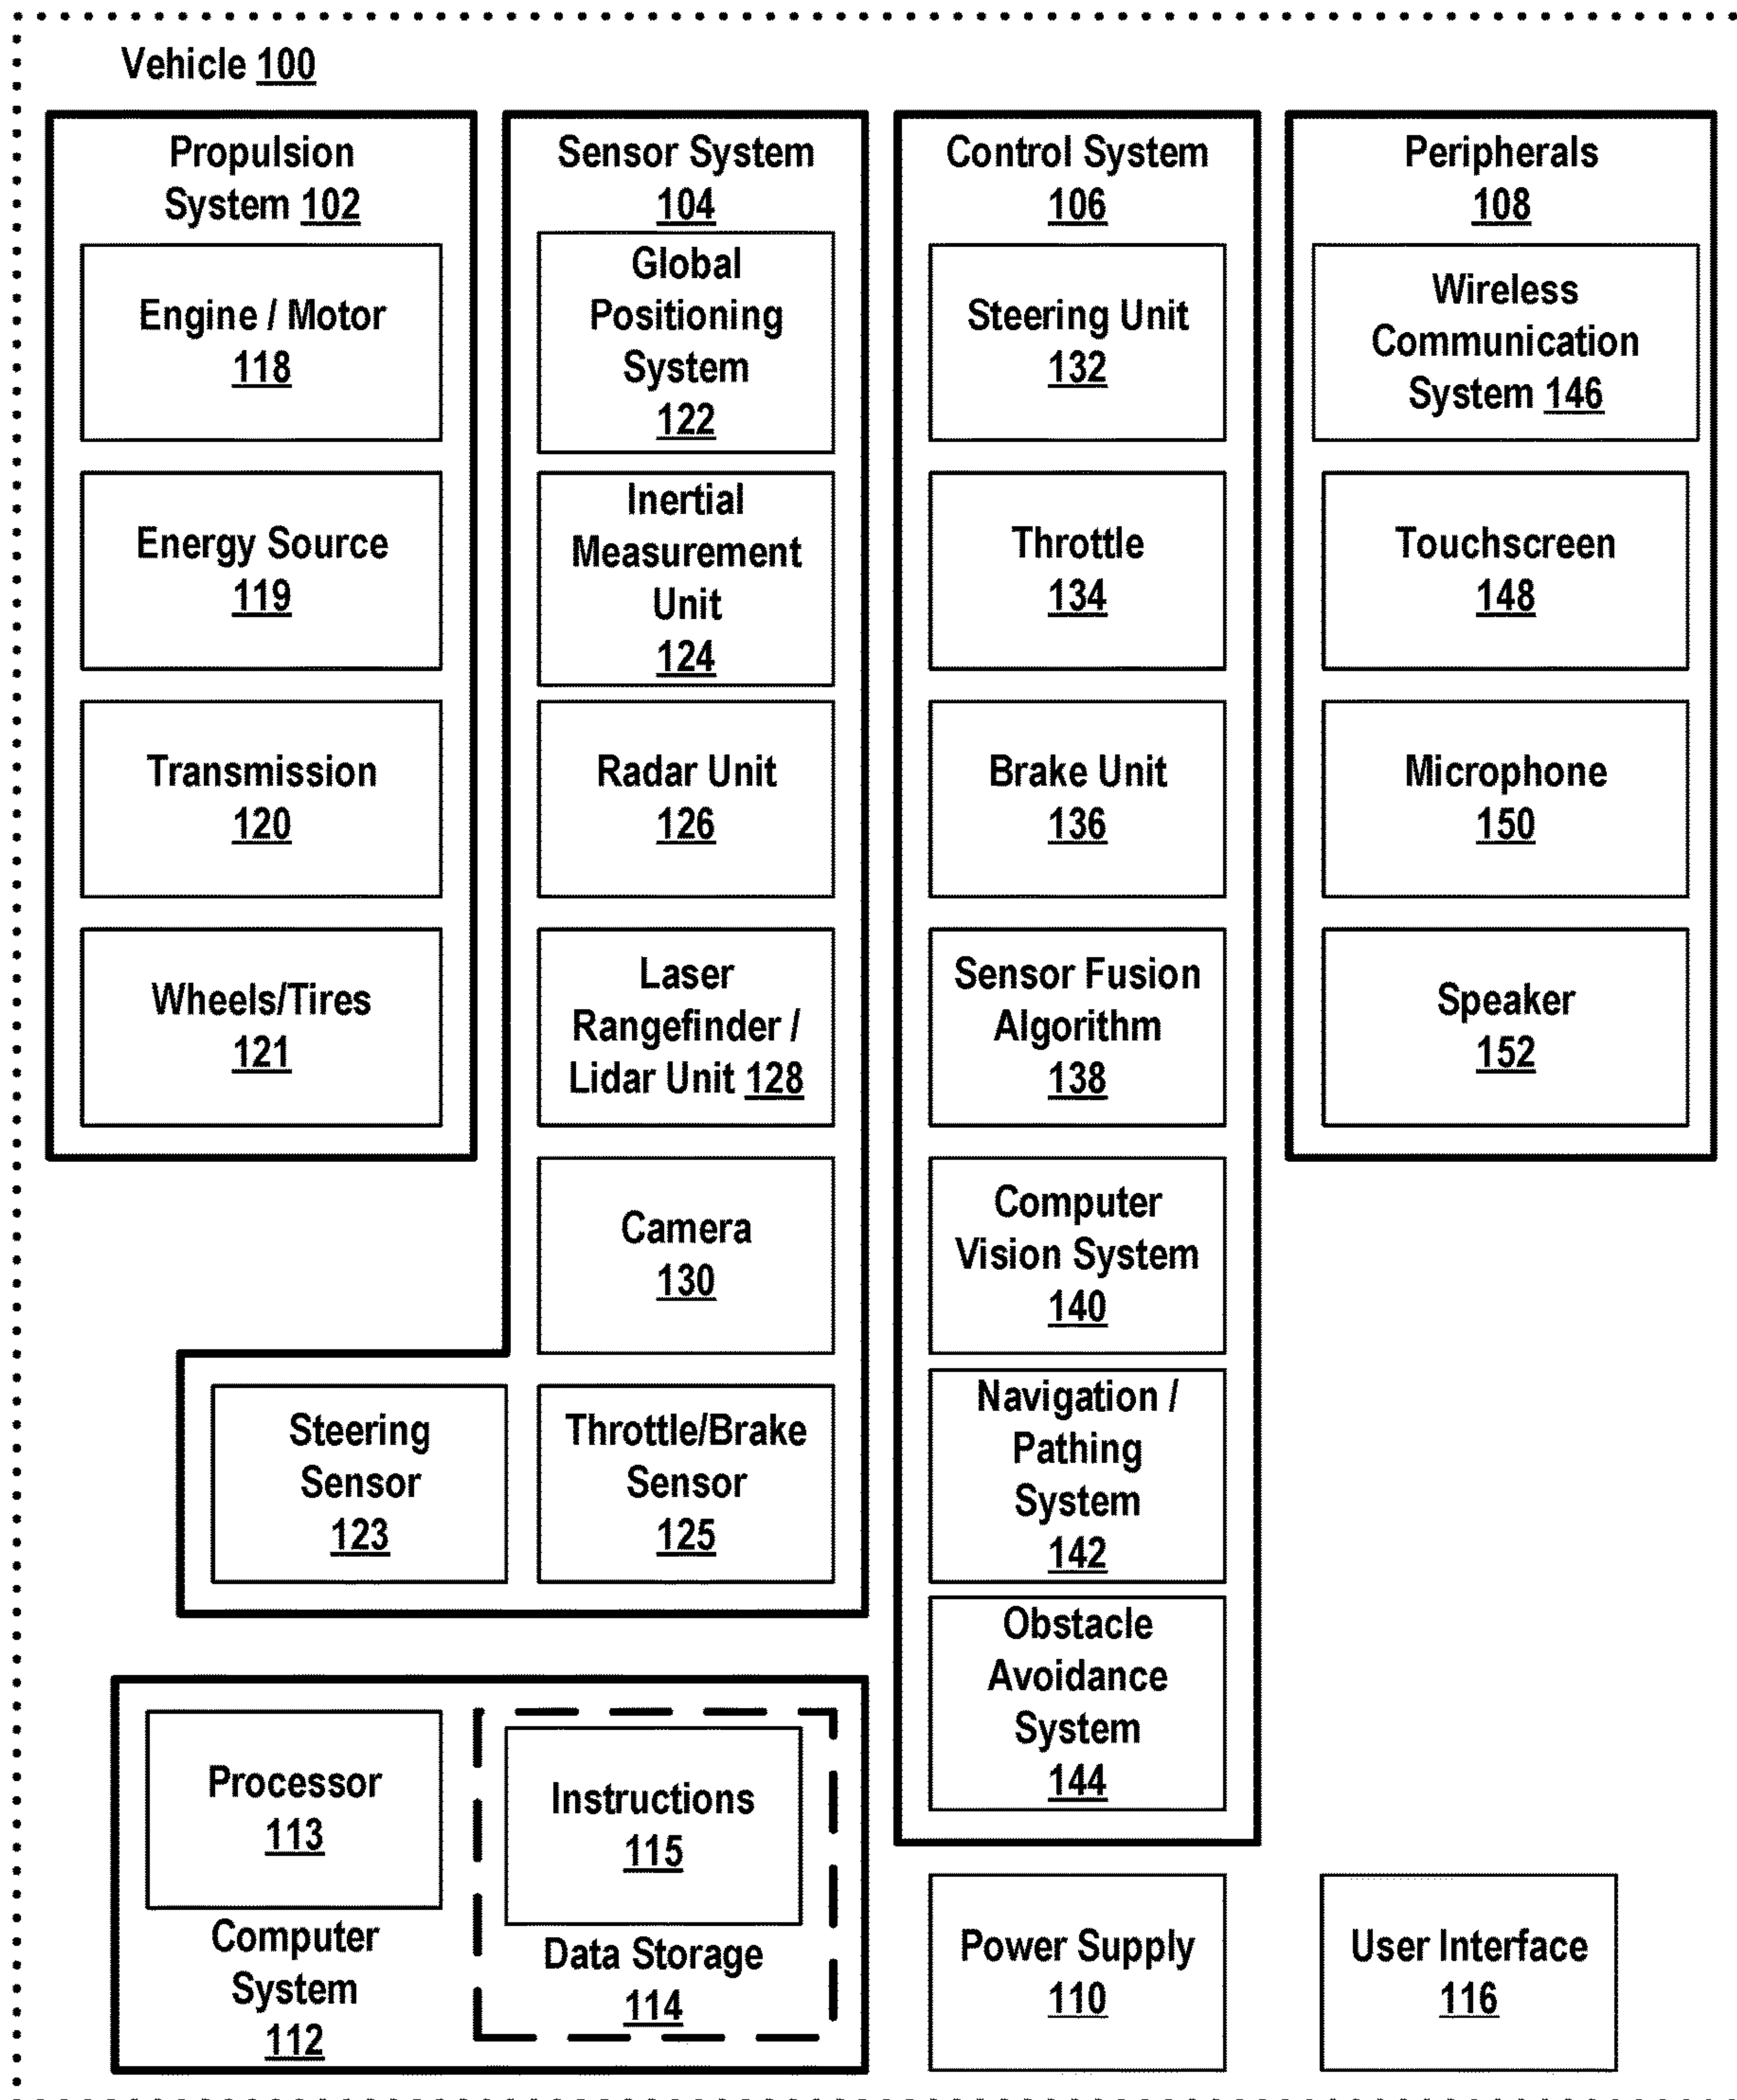 Vehicle 100
Propulsion
System 102
Engine / Motor
118
Energy Source
119
Transmission
120
Wheels/Tires
121
Sensor System
104
Global
Positioning
System
122
Inertial
Measurement
Unit
124
Radar Unit
126
Laser
Rangefinder /
Lidar Unit 128
Camera
130
Steering
Sensor
123
Throttle/Brake
Sensor
125
Control System
106
Steering Unit
132
Throttle
134
Brake Unit
136
Sensor Fusion
Algorithm
138
Computer
Vision System
140
Navigation /
Pathing
System
142
Obstacle
Avoidance
System
144
Peripherals
108
Wireless
Communication
System 146
Touchscreen
148
Microphone
150
Speaker
152
Processor
113
Computer
System
112
Instructions
115
Data Storage
114
Power Supply
110
User Interface
116